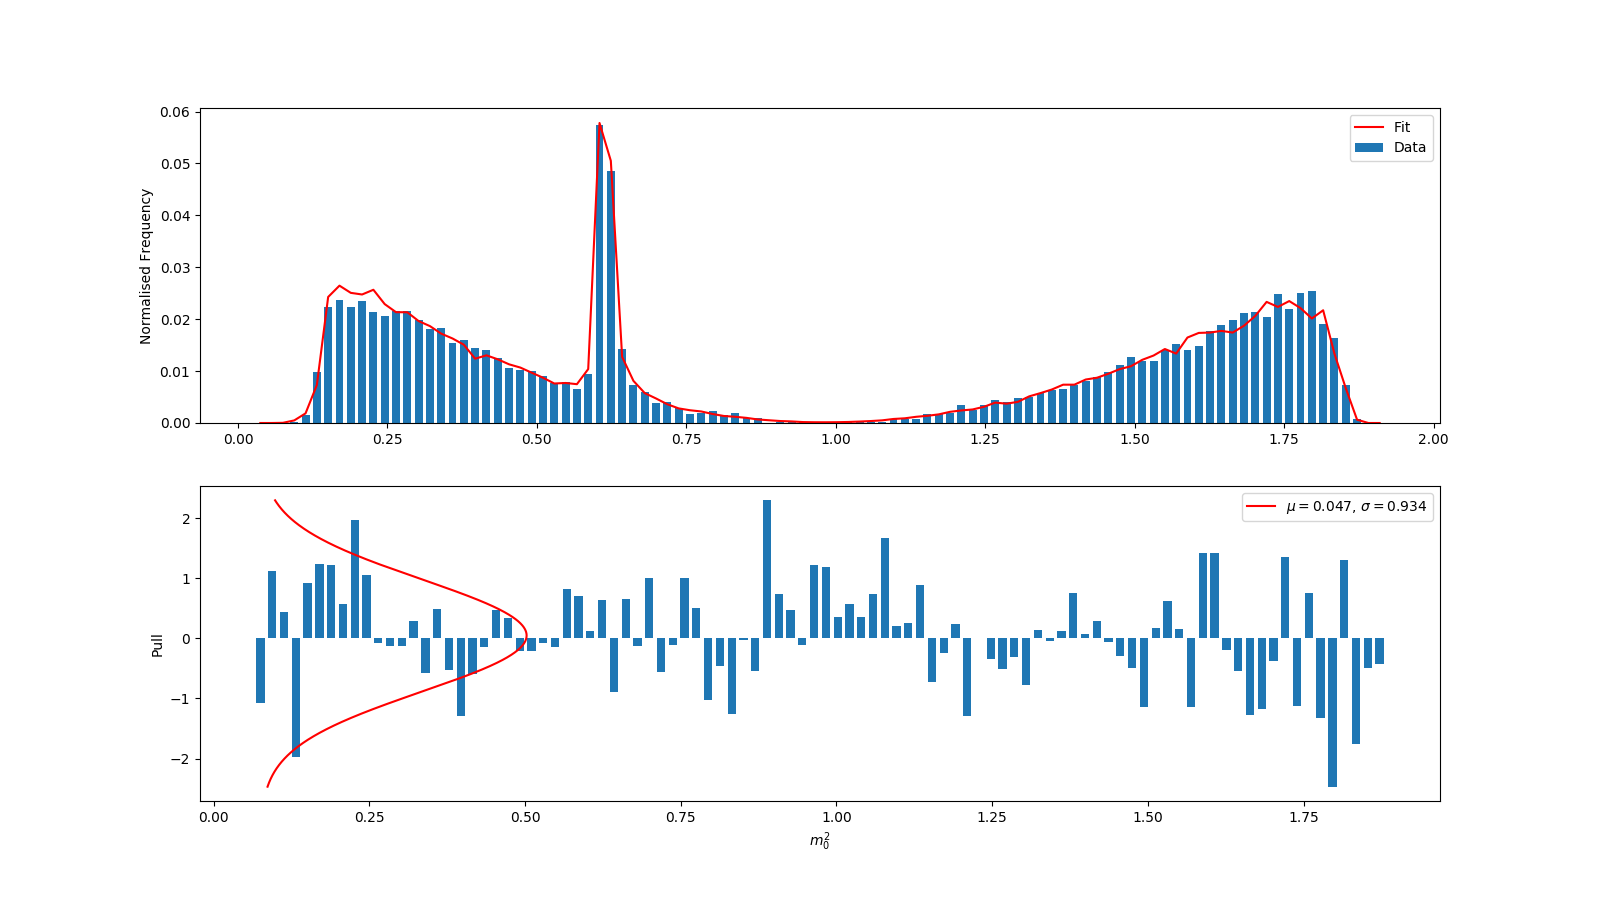 Normalised Frequency
0.06
0.05
0.04
0.03
0.02
0.01
0.00
Fit
Data
0.00 0.25 0.50 0.75 1.00 1.25 1.50 1.75 2.00
Pull
2
1
0
−1
−2
μ = 0.047, σ = 0.934
0.00 0.25 0.50 0.75 1.00 1.25 1.50 1.75
m₀²